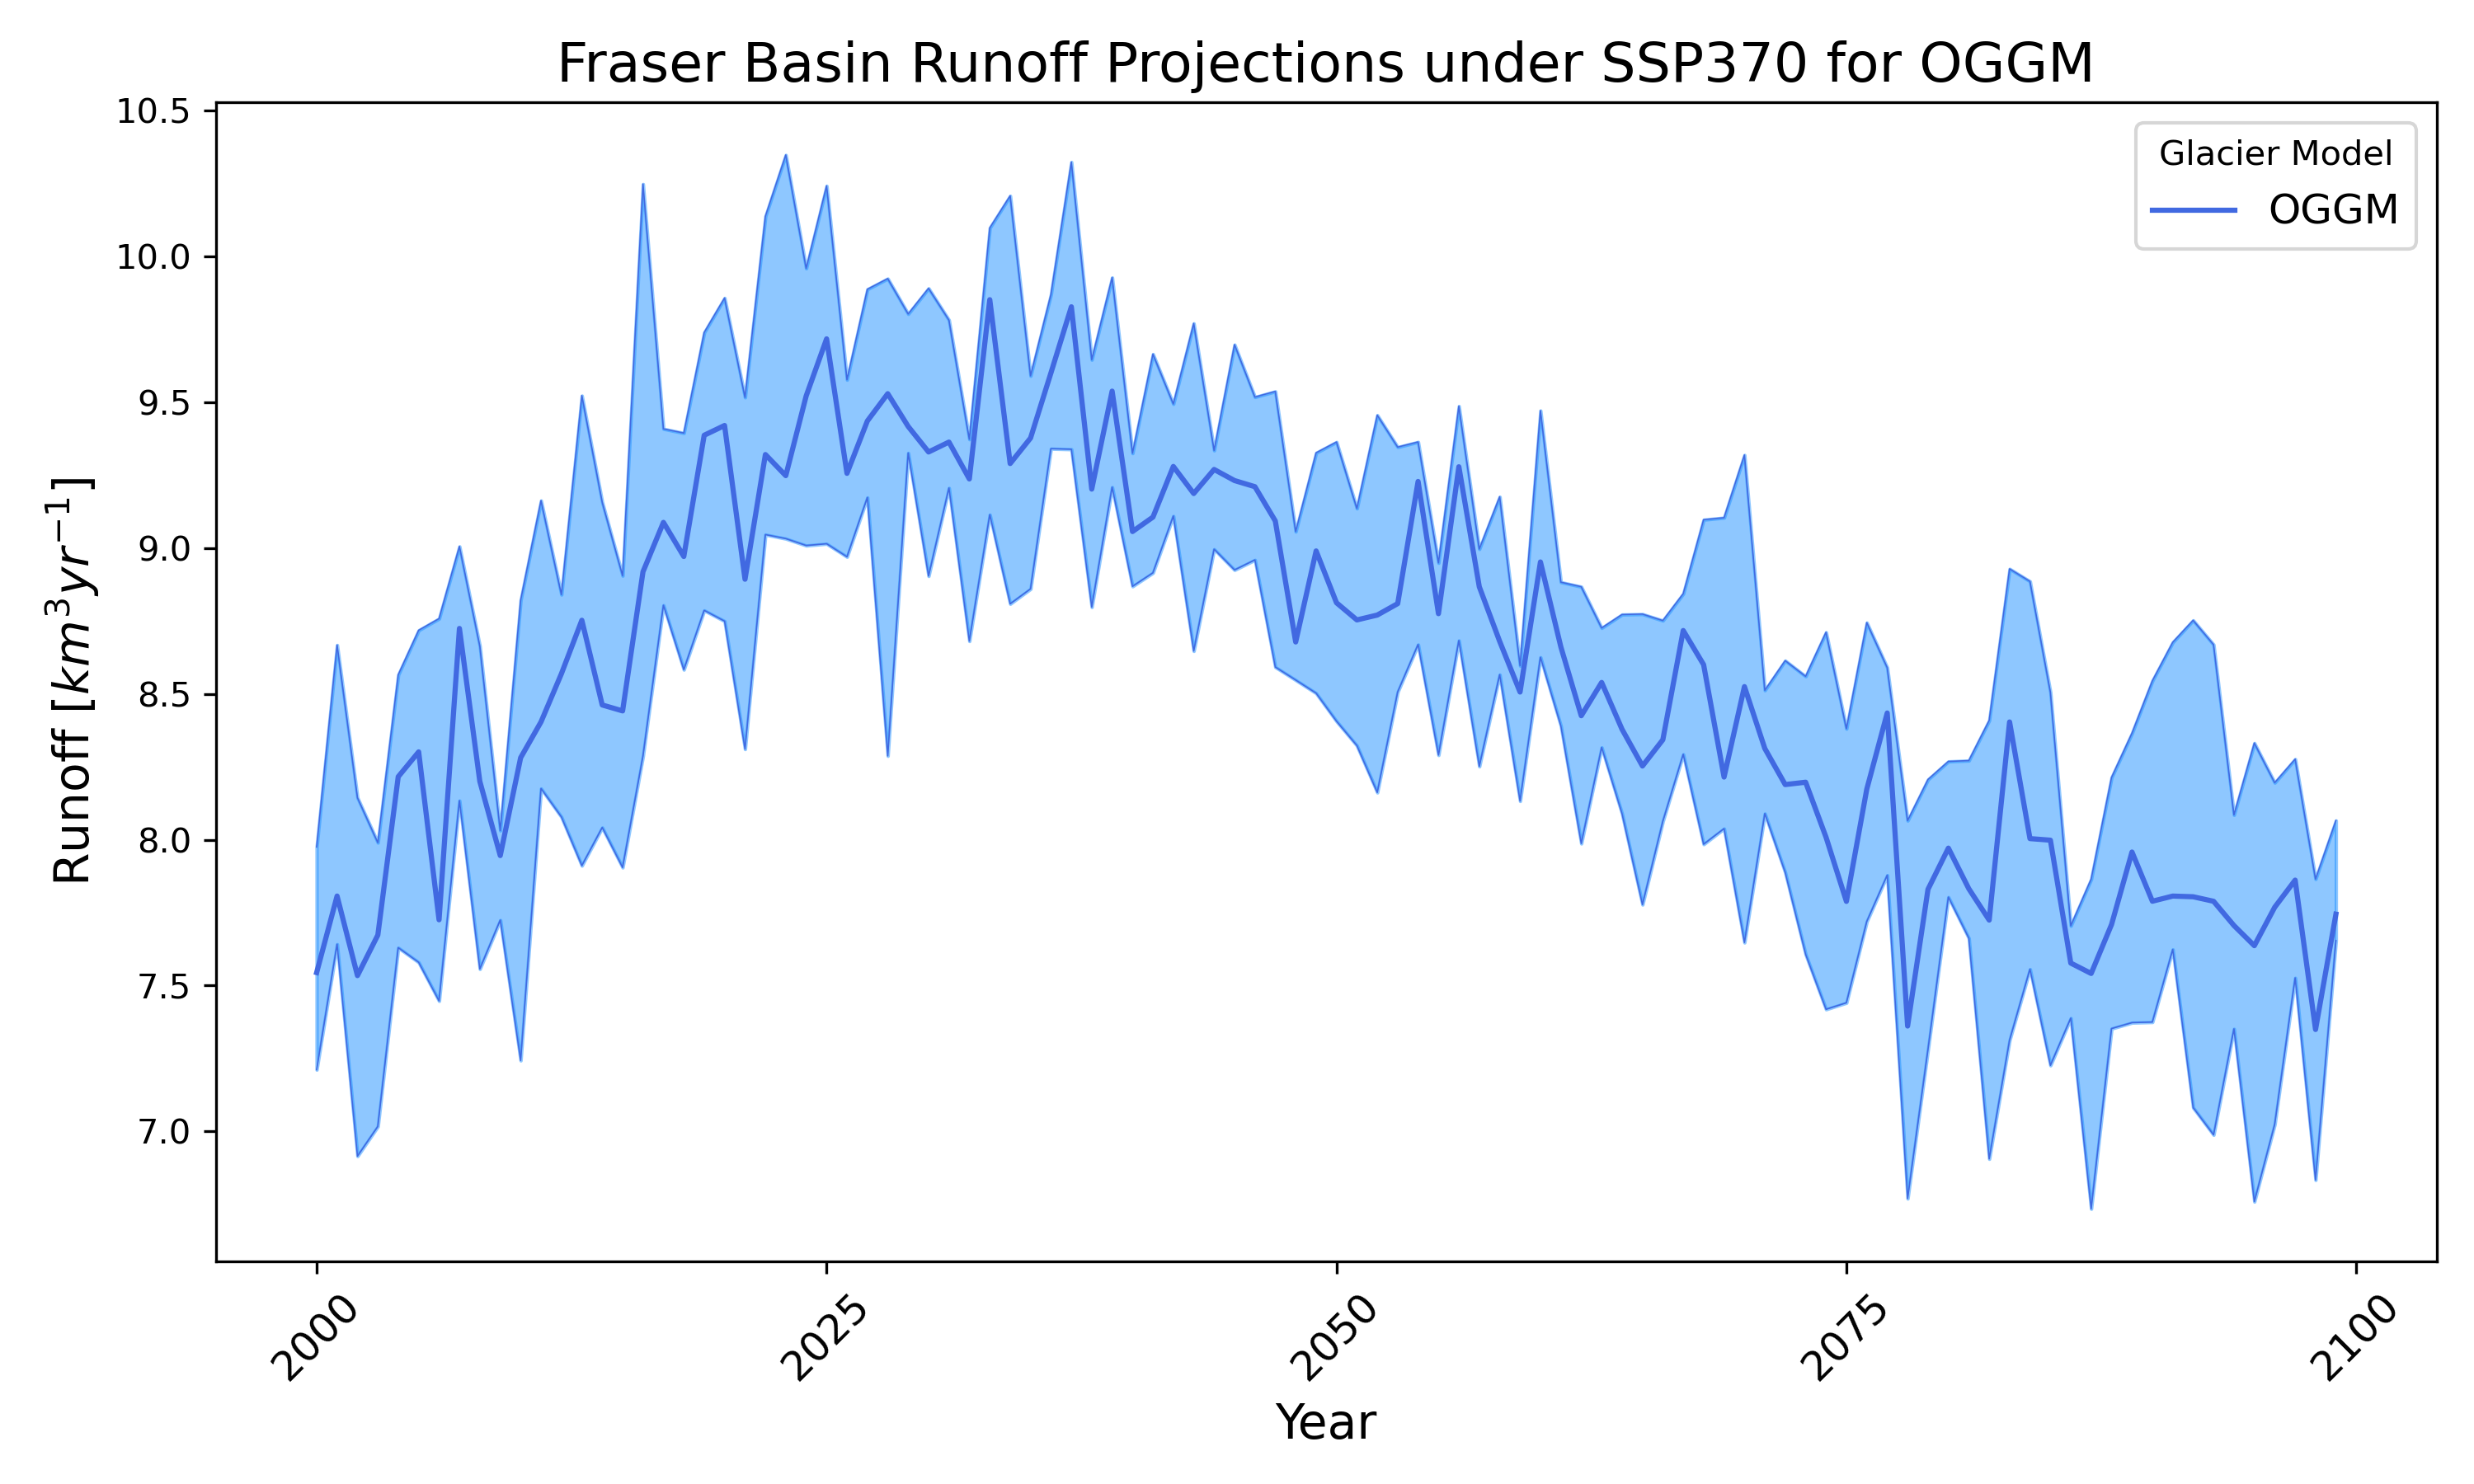 Fraser Basin Runoff Projections under SSP370 for OGGM
Glacier Model
OGGM
10.5
10.0
9.5
9.0
8.5
8.0
7.5
7.0
Runoff [km³yr⁻¹]
2000
2025
2050
2075
2100
Year